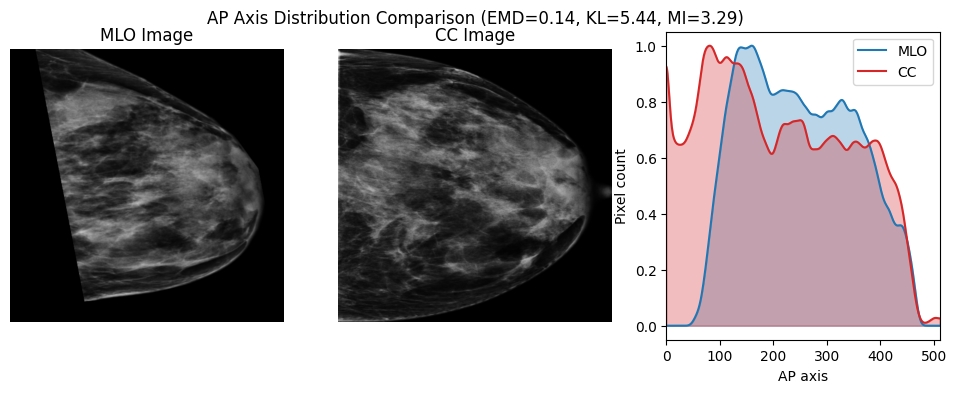 AP Axis Distribution Comparison (EMD=0.14, KL=5.44, MI=3.29)
MLO Image
CC Image
MLO
CC
Pixel count
1.0
0.8
0.6
0.4
0.2
0.0
0 100 200 300 400 500
AP axis